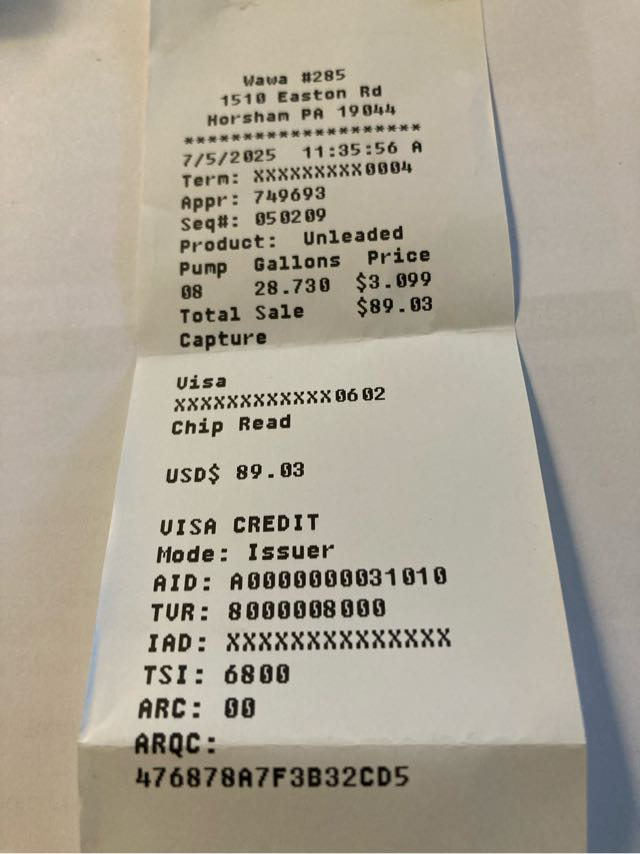 Wawa #285
1510 Easton Rd
Horsham PA 19044
********************
7/5/2025 11:35:56 A
Term: XXXXXXXXX0004
Appr: 749693
Seq#: 050209
Product: Unleaded
Pump Gallons Price
08 28.730 $3.099
Total Sale $89.03
Capture
Visa
XXXXXXXXXXXX0602
Chip Read
USD$ 89.03
VISA CREDIT
Mode: Issuer
AID: A0000000031010
TVR: 8000008000
IAD: XXXXXXXXXXXXXX
TSI: 6800
ARC: 00
ARQC:
476878A7F3B32CD5